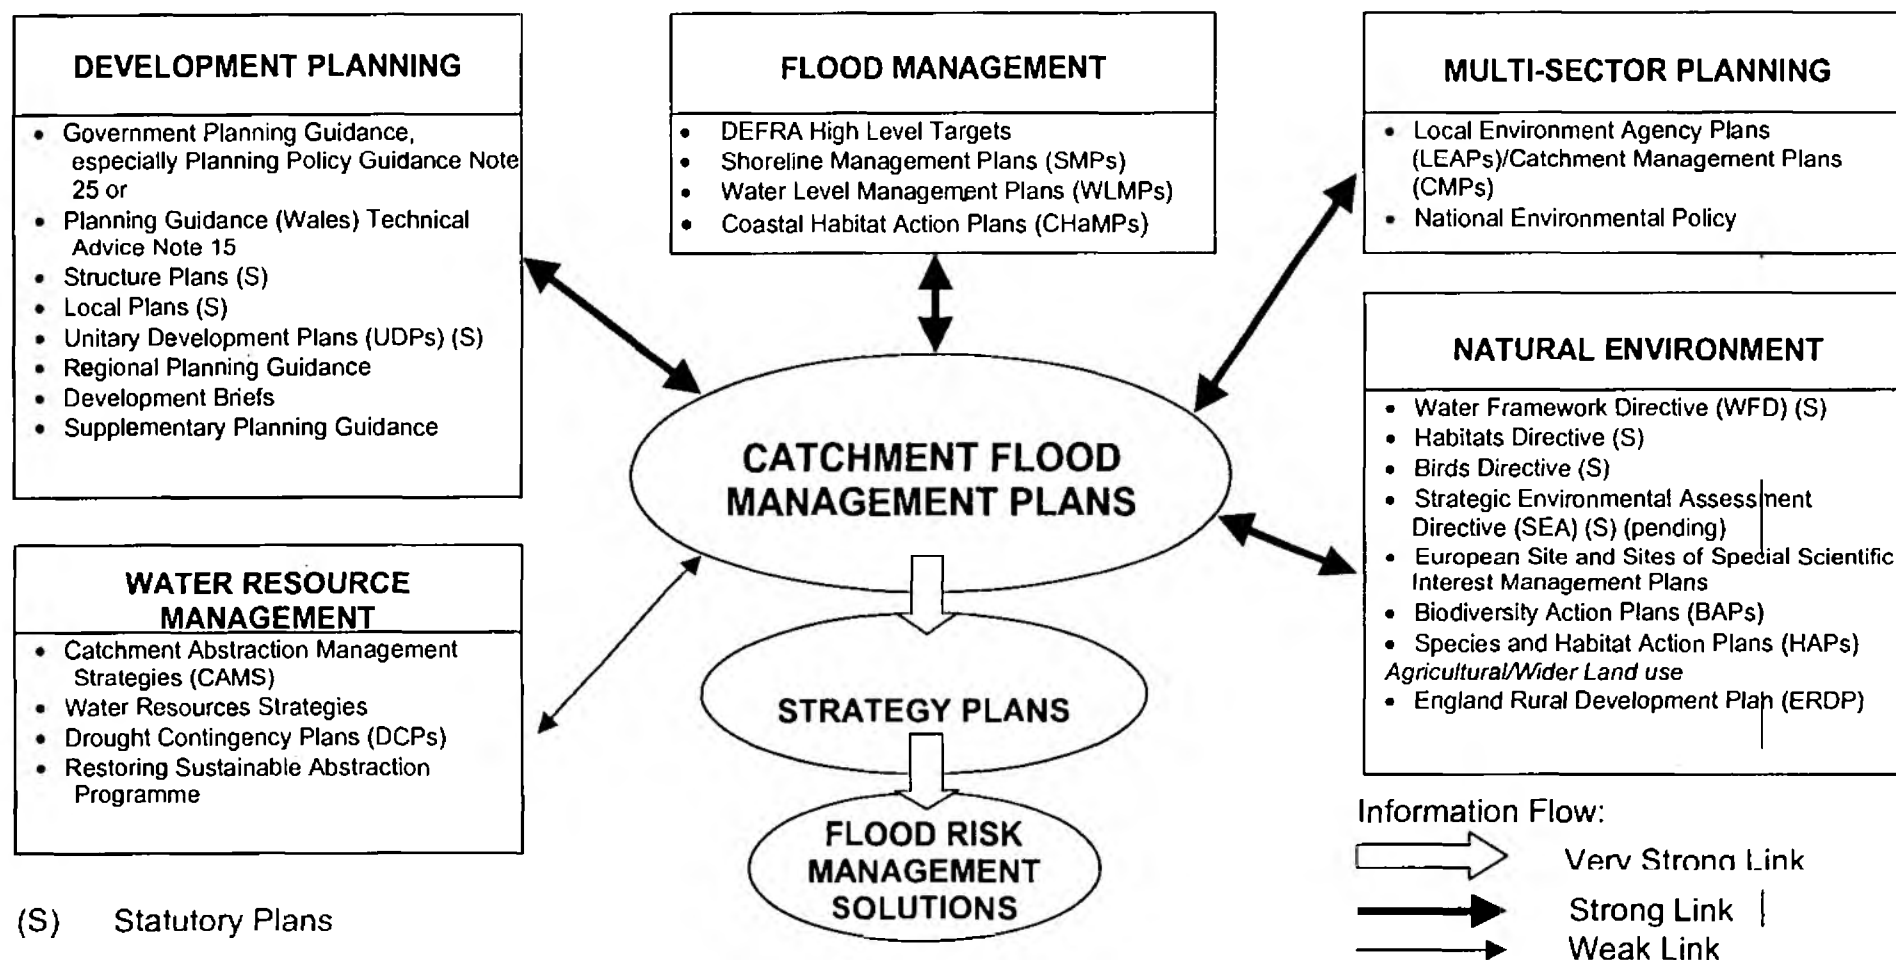 DEVELOPMENT PLANNING
• Government Planning Guidance,
especially Planning Policy Guidance Note
25 or
• Planning Guidance (Wales) Technical
Advice Note 15
• Structure Plans (S)
• Local Plans (S)
• Unitary Development Plans (UDPs) (S)
• Regional Planning Guidance
• Development Briefs
• Supplementary Planning Guidance
FLOOD MANAGEMENT
• DEFRA High Level Targets
• Shoreline Management Plans (SMPs)
• Water Level Management Plans (WLMPs)
• Coastal Habitat Action Plans (CHaMPs)
MULTI-SECTOR PLANNING
• Local Environment Agency Plans
(LEAPs)/Catchment Management Plans
(CMPs)
• National Environmental Policy
NATURAL ENVIRONMENT
• Water Framework Directive (WFD) (S)
• Habitats Directive (S)
• Birds Directive (S)
• Strategic Environmental Assessment
Directive (SEA) (S) (pending)
• European Site and Sites of Special Scientific
Interest Management Plans
• Biodiversity Action Plans (BAPs)
• Species and Habitat Action Plans (HAPs)
Agricultural/Wider Land use
• England Rural Development Plan (ERDP)
CATCHMENT FLOOD
MANAGEMENT PLANS
WATER RESOURCE
MANAGEMENT
• Catchment Abstraction Management
Strategies (CAMS)
• Water Resources Strategies
• Drought Contingency Plans (DCPs)
• Restoring Sustainable Abstraction
Programme
STRATEGY PLANS
FLOOD RISK
MANAGEMENT
SOLUTIONS
(S) Statutory Plans
Information Flow:
Very Strong Link
Strong Link
Weak Link